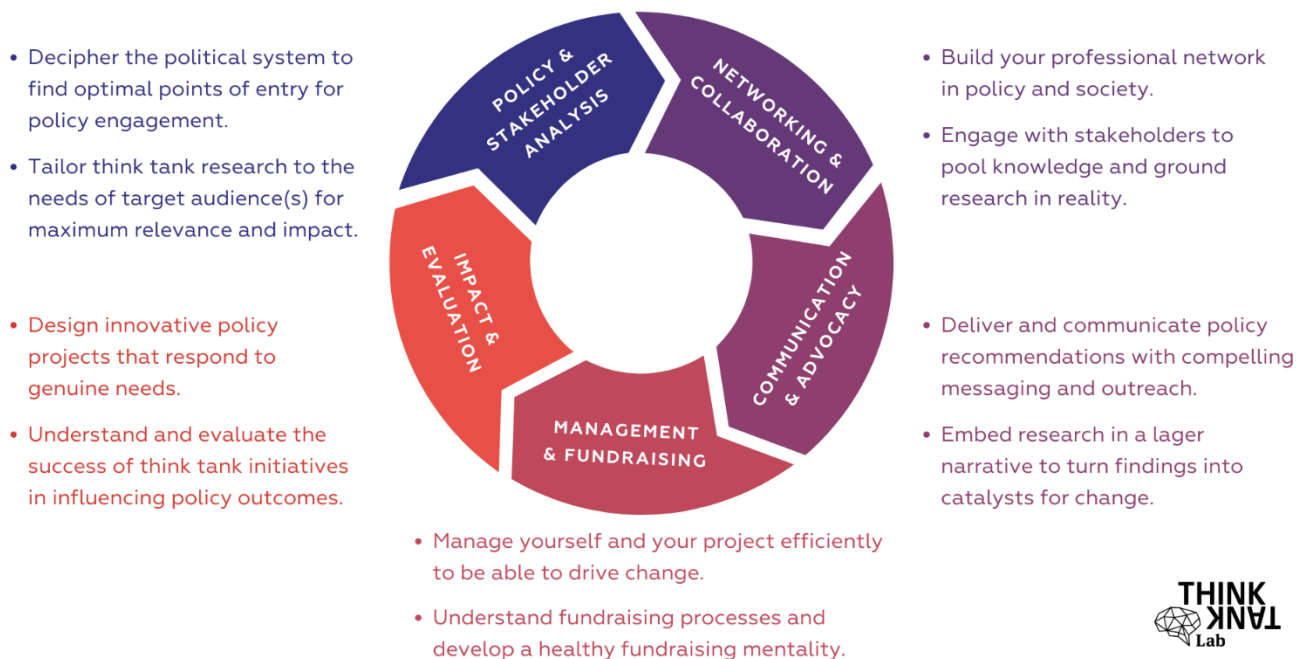 POLICY &
STAKEHOLDER
ANALYSIS
• Decipher the political system to
find optimal points of entry for
policy engagement.
• Tailor think tank research to the
needs of target audience(s) for
maximum relevance and impact.
NETWORKING &
COLLABORATION
• Build your professional network
in policy and society.
• Engage with stakeholders to
pool knowledge and ground
research in reality.
COMMUNICATION
& ADVOCACY
• Deliver and communicate policy
recommendations with compelling
messaging and outreach.
• Embed research in a lager
narrative to turn findings into
catalysts for change.
MANAGEMENT
& FUNDRAISING
• Manage yourself and your project efficiently
to be able to drive change.
• Understand fundraising processes and
develop a healthy fundraising mentality.
IMPACT &
EVALUATION
• Design innovative policy
projects that respond to
genuine needs.
• Understand and evaluate the
success of think tank initiatives
in influencing policy outcomes.
THINK
TANK
Lab